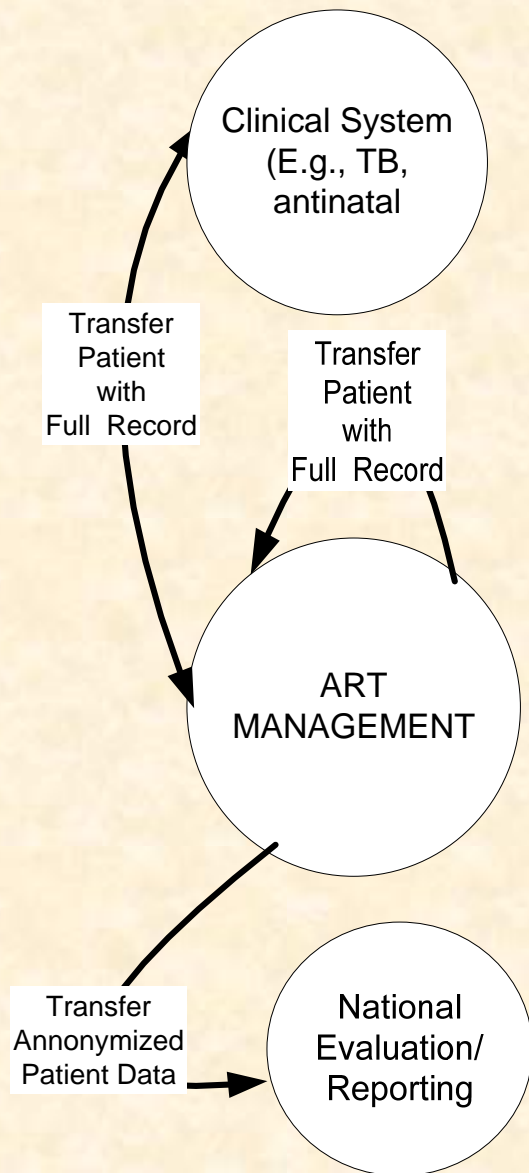 Clinical System
(E.g., TB,
antinatal
Transfer
Patient
with
Full Record
Transfer
Patient
with
Full Record
ART
MANAGEMENT
Transfer
Annonymized
Patient Data
National
Evaluation/
Reporting